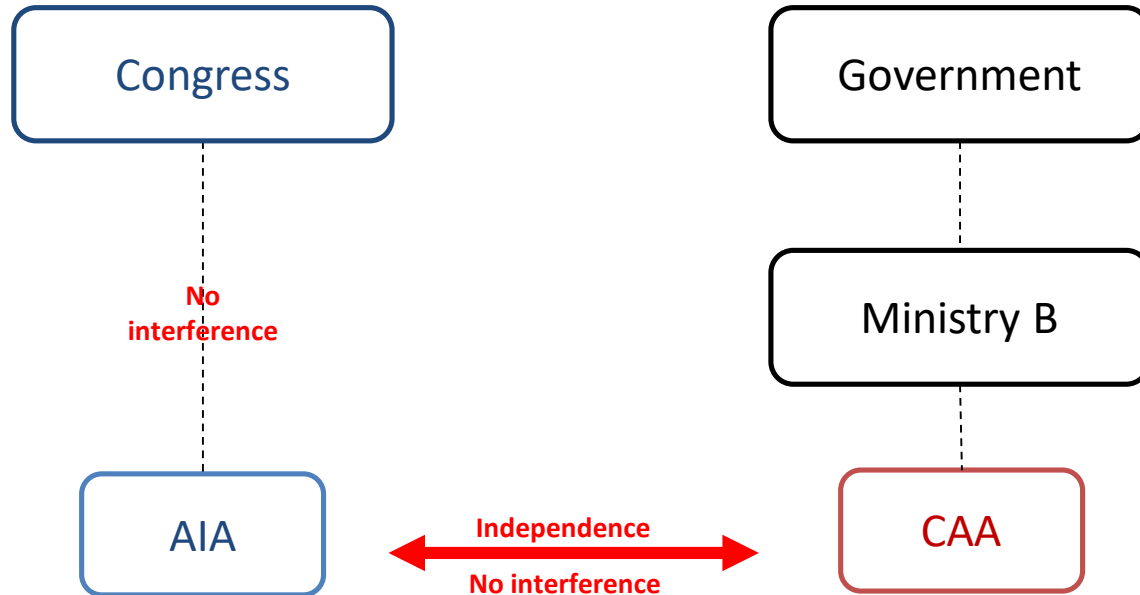 Congress
Government
No
interference
Ministry B
AIA
Independence
No interference
CAA